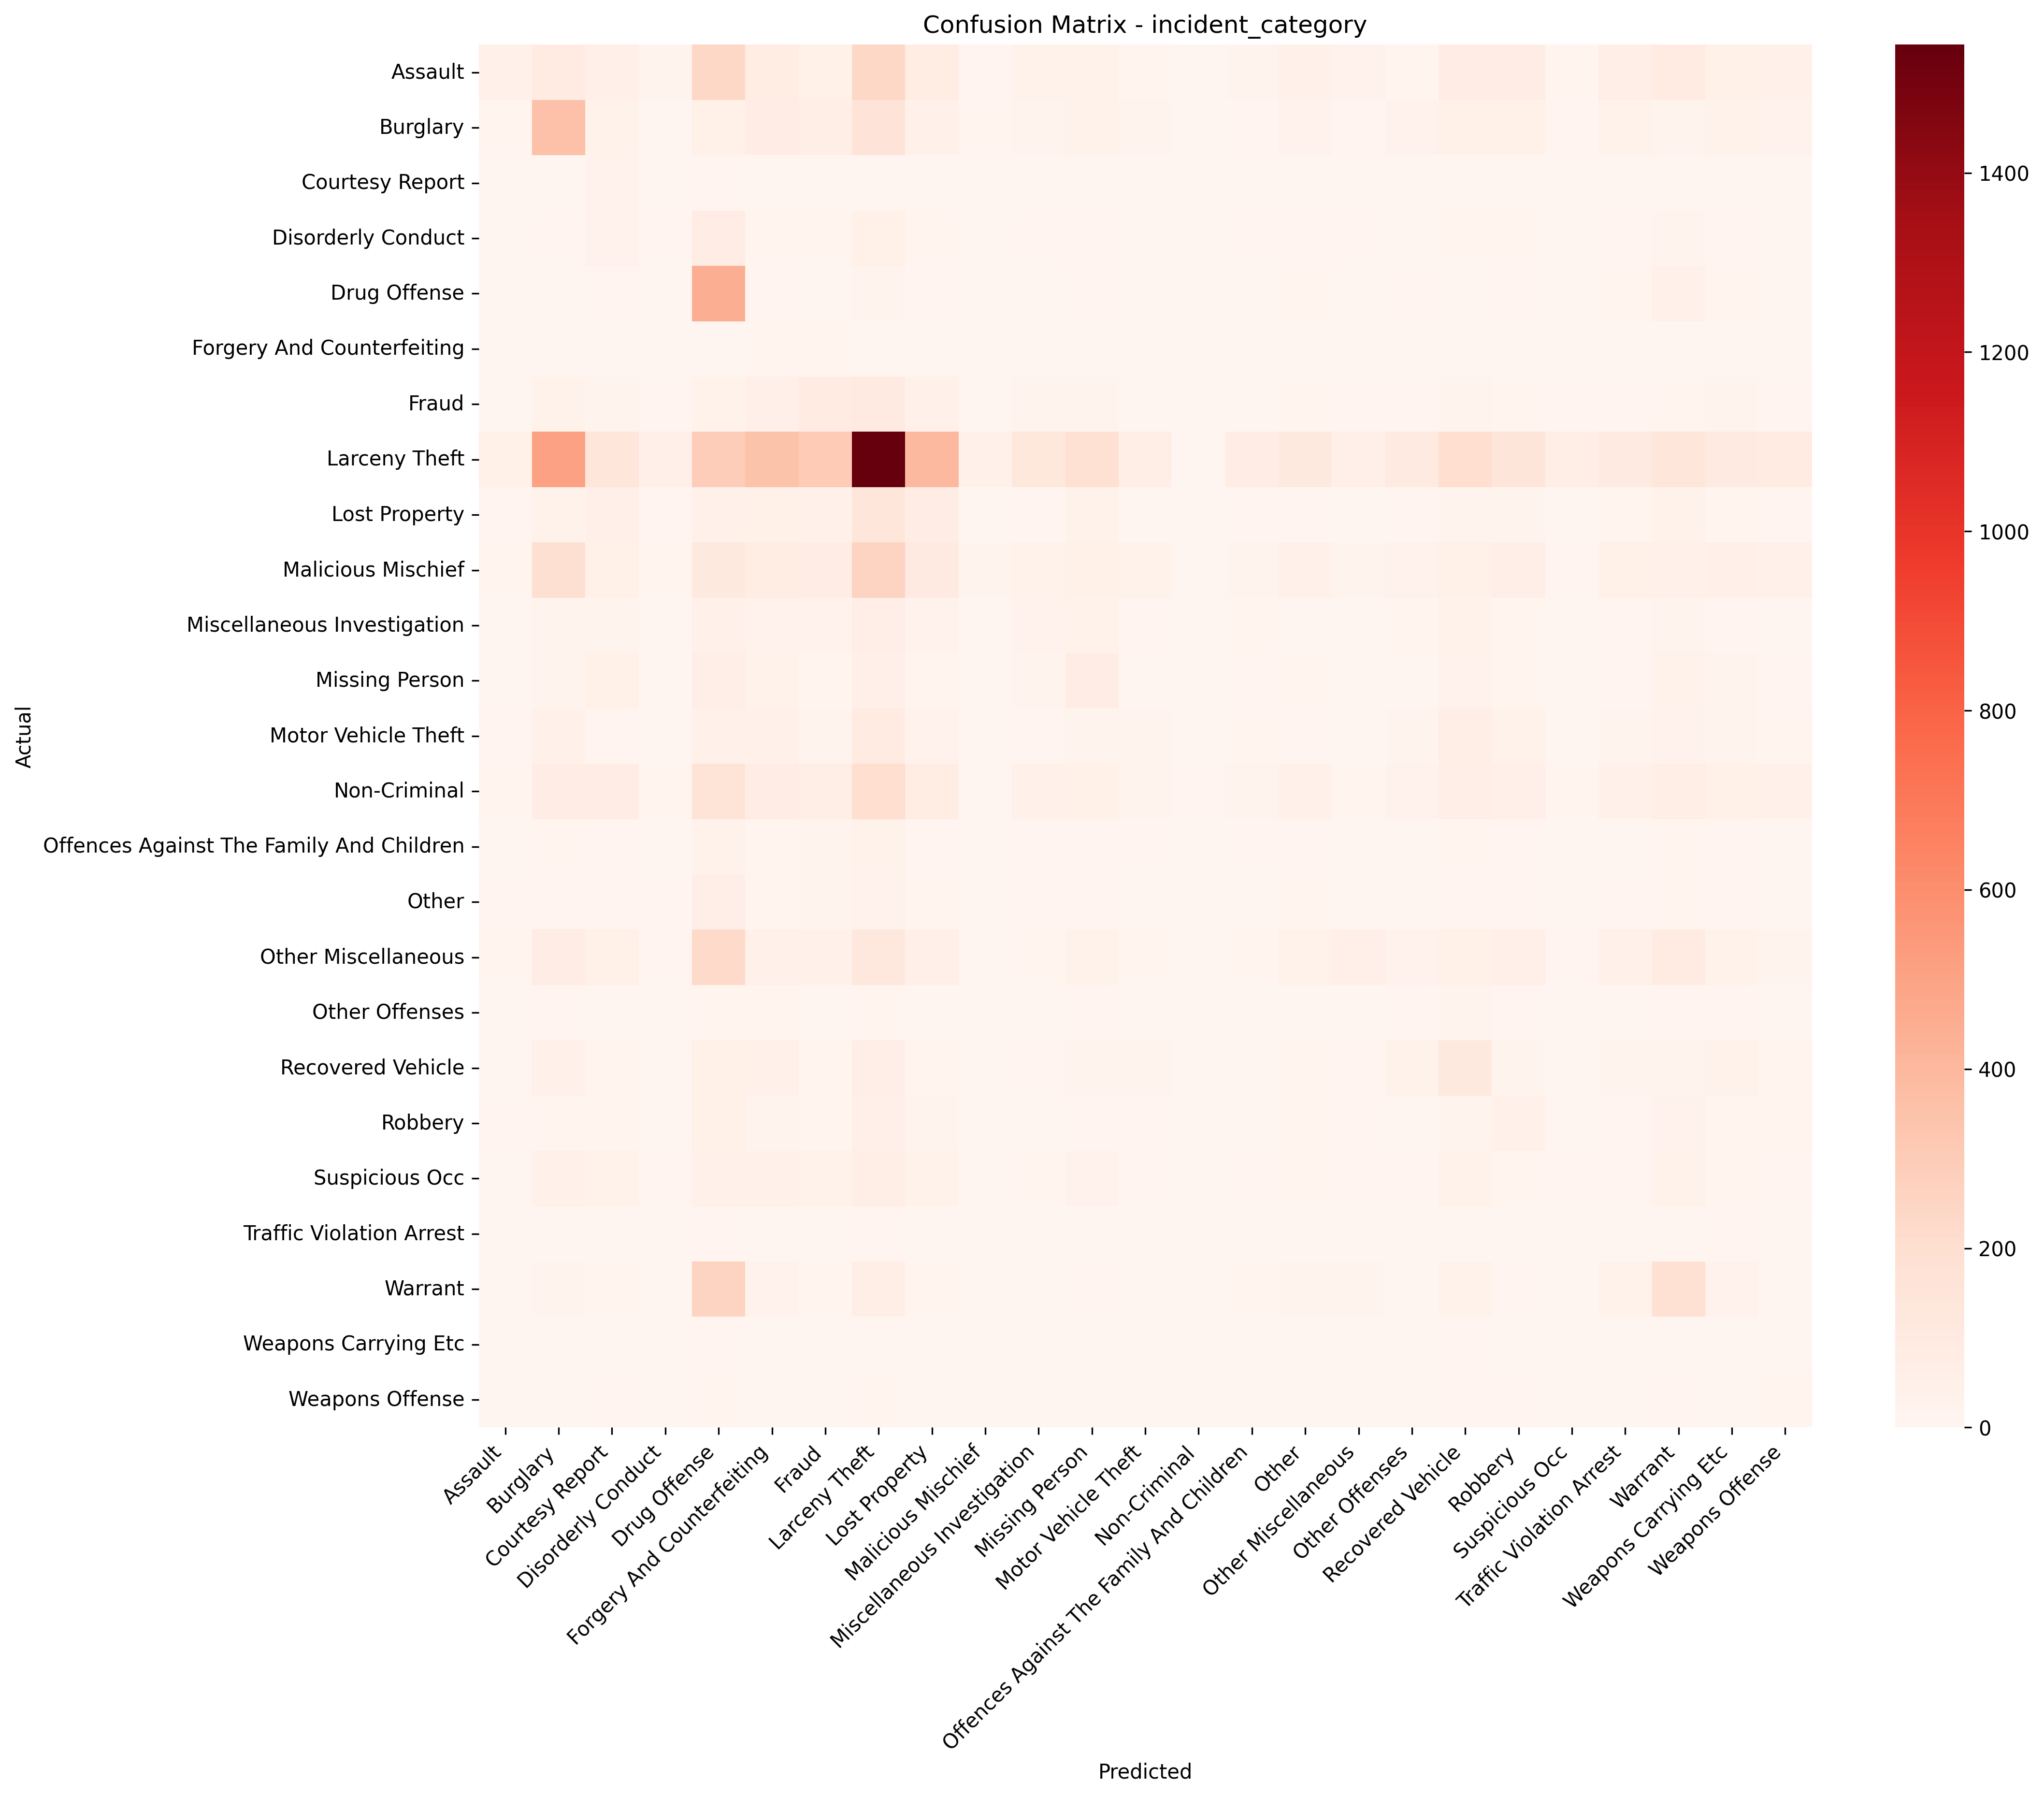 Confusion Matrix - incident_category
Actual
Assault
Burglary
Courtesy Report
Disorderly Conduct
Drug Offense
Forgery And Counterfeiting
Fraud
Larceny Theft
Lost Property
Malicious Mischief
Miscellaneous Investigation
Missing Person
Motor Vehicle Theft
Non-Criminal
Offences Against The Family And Children
Other
Other Miscellaneous
Other Offenses
Recovered Vehicle
Robbery
Suspicious Occ
Traffic Violation Arrest
Warrant
Weapons Carrying Etc
Weapons Offense
Assault
Burglary
Courtesy Report
Disorderly Conduct
Drug Offense
Forgery And Counterfeiting
Fraud
Larceny Theft
Lost Property
Malicious Mischief
Miscellaneous Investigation
Missing Person
Motor Vehicle Theft
Non-Criminal
Offences Against The Family And Children
Other
Other Miscellaneous
Other Offenses
Recovered Vehicle
Robbery
Suspicious Occ
Traffic Violation Arrest
Warrant
Weapons Carrying Etc
Weapons Offense
Predicted
1400
1200
1000
800
600
400
200
0